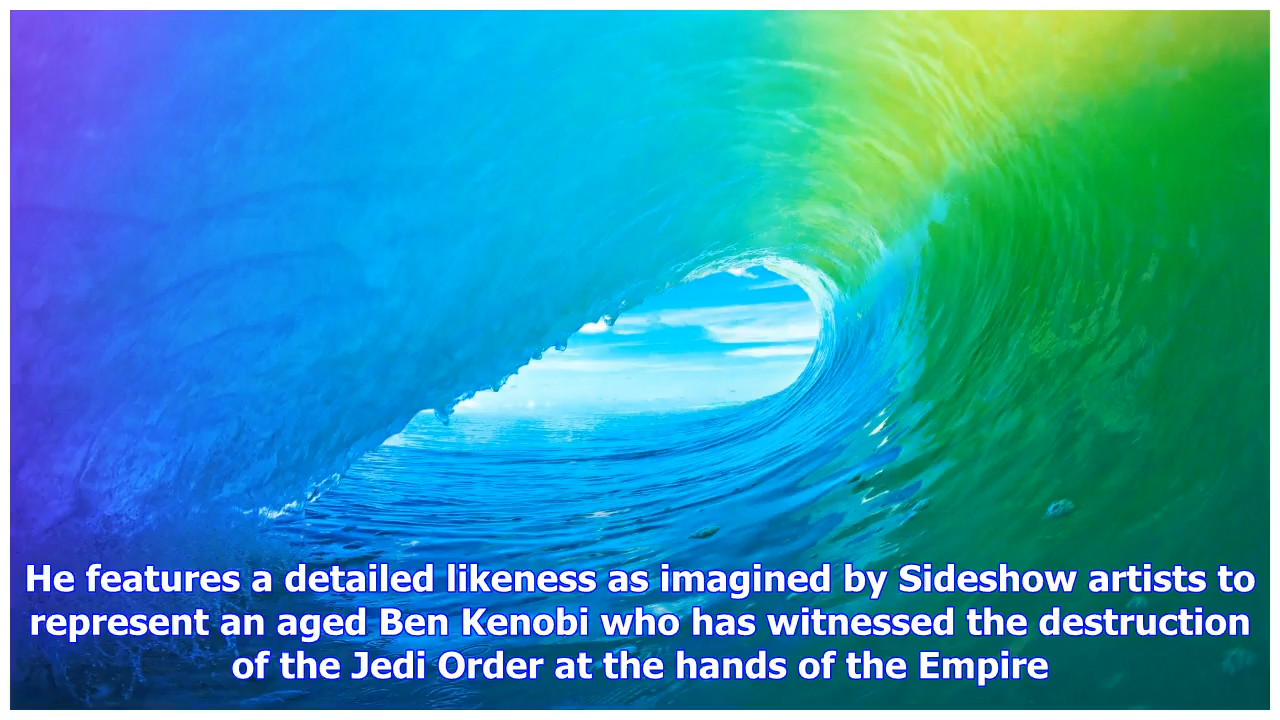 He features a detailed likeness as imagined by Sideshow artists to
represent an aged Ben Kenobi who has witnessed the destruction
of the Jedi Order at the hands of the Empire